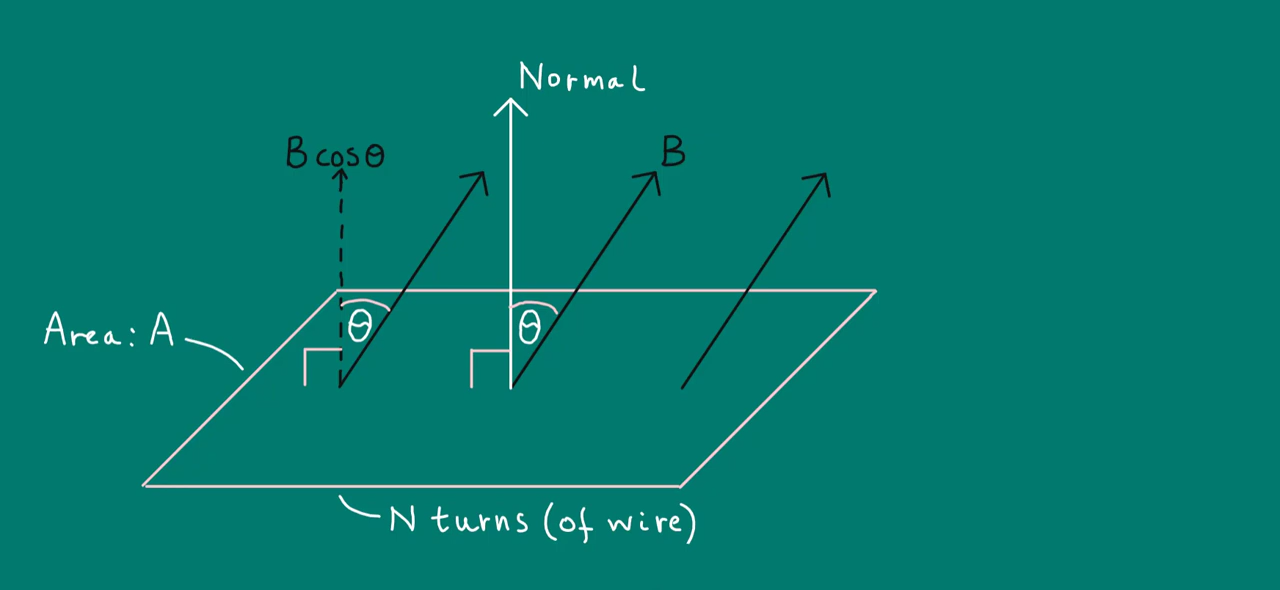 Normal
B cosθ
B
θ
θ
Area: A
N turns (of wire)